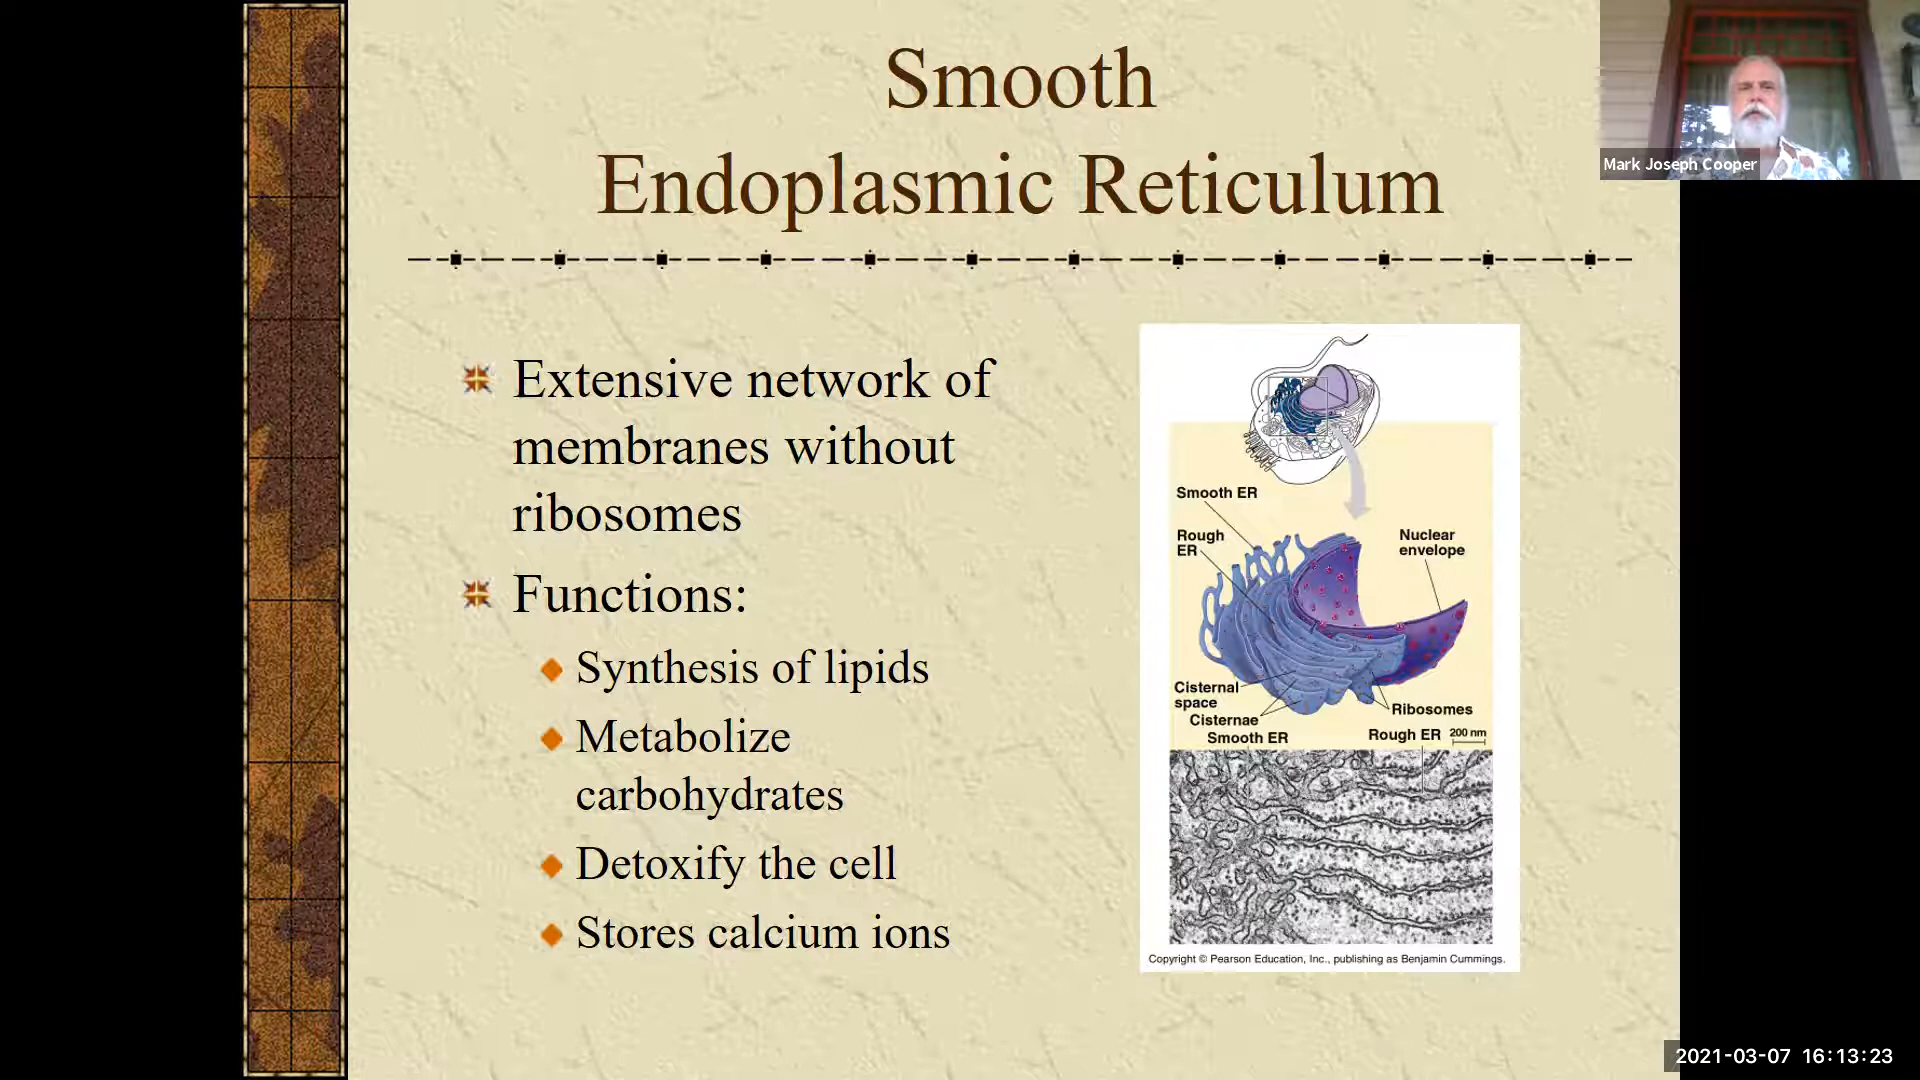 Smooth
Endoplasmic Reticulum
Mark Joseph Cooper
Extensive network of
membranes without
ribosomes
Functions:
Synthesis of lipids
Metabolize
carbohydrates
Detoxify the cell
Stores calcium ions
Smooth ER
Rough
ER
Nuclear
envelope
Cisternal
space
Cisternae
Ribosomes
Smooth ER
Rough ER
200 nm
Copyright © Pearson Education, Inc., publishing as Benjamin Cummings.
2021-03-07 16:13:23